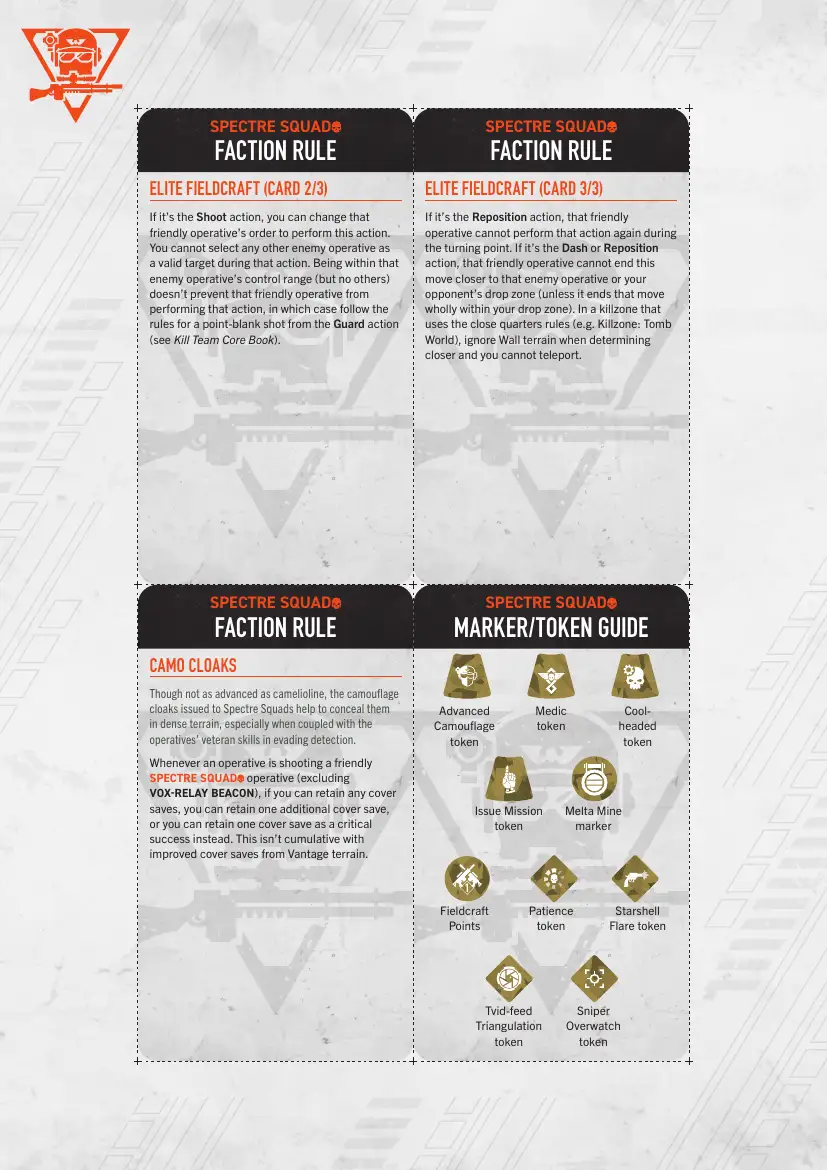 SPECTRE SQUAD
FACTION RULE
ELITE FIELDCRAFT (CARD 2/3)
If it's the Shoot action, you can change that
friendly operative's order to perform this action.
You cannot select any other enemy operative as
a valid target during that action. Being within that
enemy operative's control range (but no others)
doesn't prevent that friendly operative from
performing that action, in which case follow the
rules for a point-blank shot from the Guard action
(see Kill Team Core Book).
SPECTRE SQUAD
FACTION RULE
ELITE FIELDCRAFT (CARD 3/3)
If it's the Reposition action, that friendly
operative cannot perform that action again during
the turning point. If it's the Dash or Reposition
action, that friendly operative cannot end this
move closer to that enemy operative or your
opponent's drop zone (unless it ends that move
wholly within your drop zone). In a killzone that
uses the close quarters rules (e.g. Killzone: Tomb
World), ignore Wall terrain when determining
closer and you cannot teleport.
SPECTRE SQUAD
FACTION RULE
CAMO CLOAKS
Though not as advanced as camelioline, the camouflage
cloaks issued to Spectre Squads help to conceal them
in dense terrain, especially when coupled with the
operatives' veteran skills in evading detection.
Whenever an operative is shooting a friendly
SPECTRE SQUAD operative (excluding
VOX-RELAY BEACON), if you can retain any cover
saves, you can retain one additional cover save,
or you can retain one cover save as a critical
success instead. This isn't cumulative with
improved cover saves from Vantage terrain.
SPECTRE SQUAD
MARKER/TOKEN GUIDE
Advanced
Camouflage
token
Medic
token
Cool-
headed
token
Issue Mission
token
Melta Mine
marker
Fieldcraft
Points
Patience
token
Starshell
Flare token
Tvid-feed
Triangulation
token
Sniper
Overwatch
token